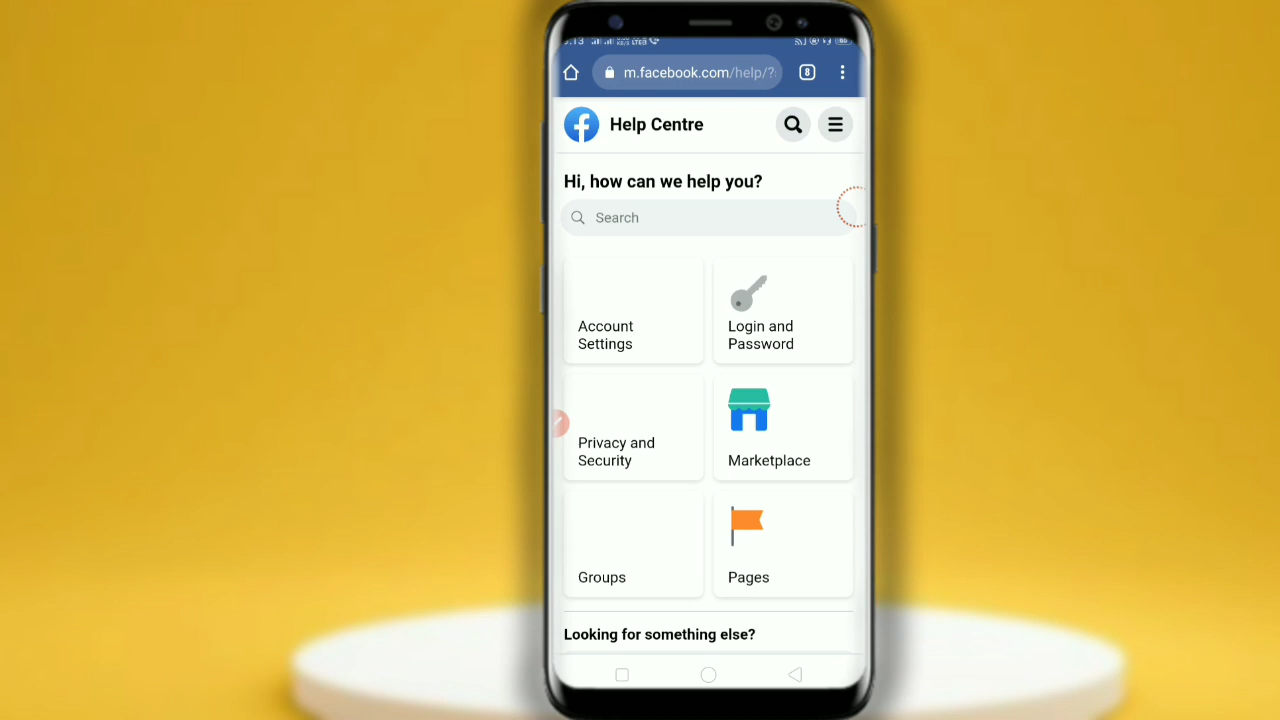 8
m.facebook.com/help/?
Help Centre
Hi, how can we help you?
Search
Account
Settings
Login and
Password
Privacy and
Security
Marketplace
Groups
Pages
Looking for something else?